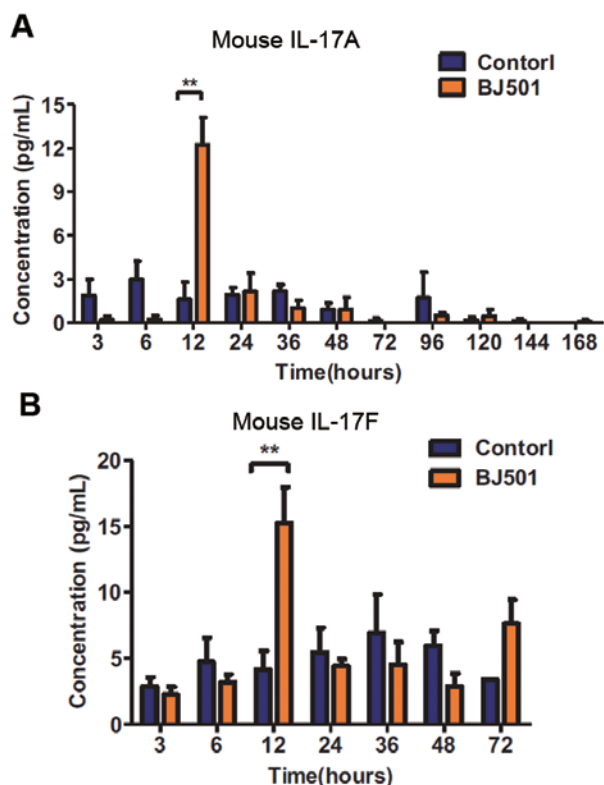 A
Mouse IL-17A
Contorl
BJ501
**
Concentration (pg/mL)
15
12
9
6
3
0
3 6 12 24 36 48 72 96 120 144 168
Time(hours)
B
Mouse IL-17F
Contorl
BJ501
**
Concentration (pg/mL)
20
15
10
5
0
3 6 12 24 36 48 72
Time(hours)